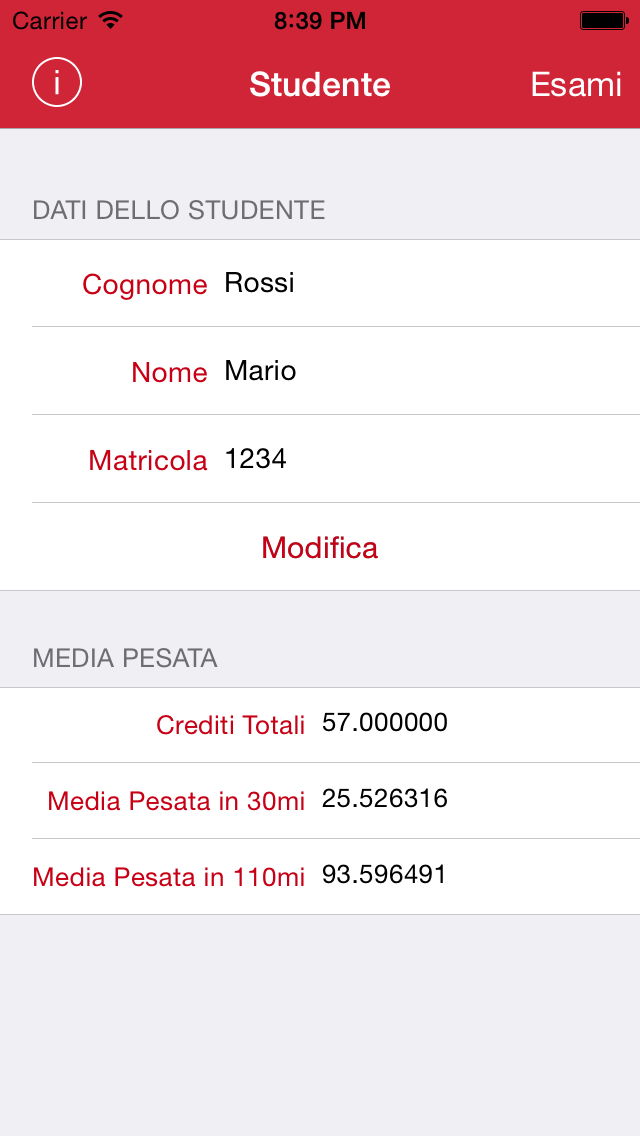 Carrier 8:39 PM
i Studente Esami
DATI DELLO STUDENTE
Cognome Rossi
Nome Mario
Matricola 1234
Modifica
MEDIA PESATA
Crediti Totali 57.000000
Media Pesata in 30mi 25.526316
Media Pesata in 110mi 93.596491